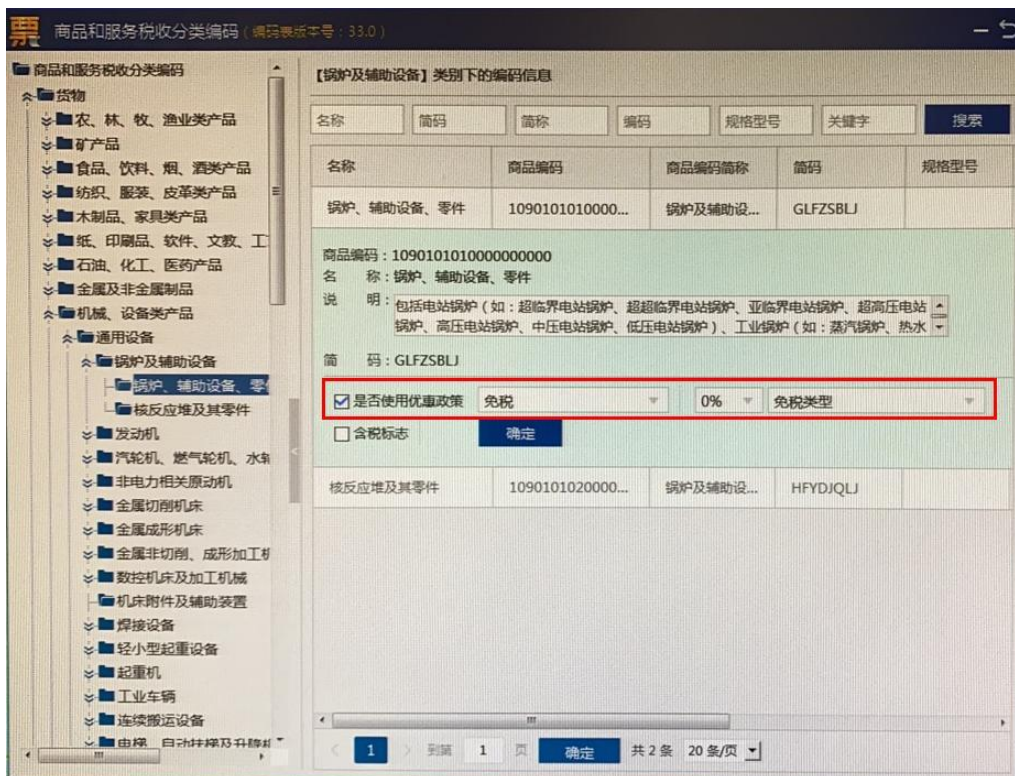 票
商品和服务税收分类编码(编码表版本号:33.0)
商品和服务税收分类编码
货物
农、林、牧、渔业类产品
矿产品
食品、饮料、烟、酒类产品
纺织、服装、皮革类产品
木制品、家具类产品
纸、印刷品、软件、文教、工
石油、化工、医药产品
金属及非金属制品
机械、设备类产品
通用设备
锅炉及辅助设备
锅炉、辅助设备、零
核反应堆及其零件
发动机
汽轮机、燃气轮机、水轮
非电力相关原动机
金属切削机床
金属成形机床
金属非切削、成形加工机
数控机床及加工机械
机床附件及辅助装置
焊接设备
轻小型起重设备
起重机
工业车辆
连续搬运设备
电梯、自动扶梯及升降机
【锅炉及辅助设备】类别下的编码信息
名称 简码 简称 编码 规格型号 关键字 搜索
名称 商品编码 商品编码简称 简码 规格型号
锅炉、辅助设备、零件 1090101010000... 锅炉及辅助设... GLFZSBLJ
商品编码:1090101010000000000
名 称:锅炉、辅助设备、零件
说 明:包括电站锅炉(如:超临界电站锅炉、超超临界电站锅炉、亚临界电站锅炉、超高压电站
锅炉、高压电站锅炉、中压电站锅炉、低压电站锅炉)、工业锅炉(如:蒸汽锅炉、热水
简 码:GLFZSBLJ
是否使用优惠政策 免税 0% 免税类型
含税标志 确定
核反应堆及其零件 1090101020000... 锅炉及辅助设... HFYDJQLJ
1 到第 1 页 确定 共 2 条 20 条/页